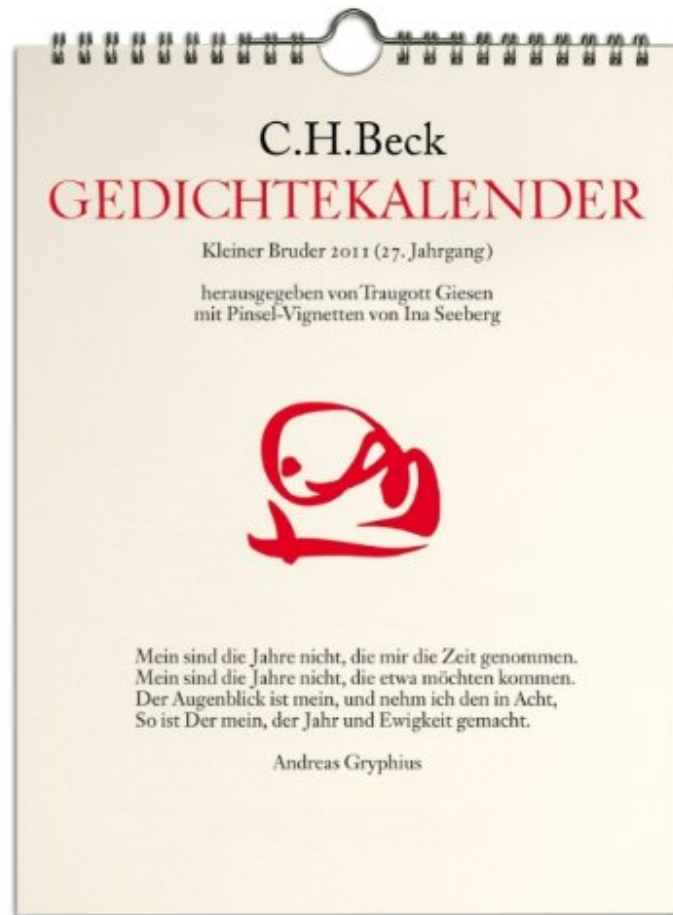 C.H.Beck
GEDICHTEKALENDER
Kleiner Bruder 2011 (27. Jahrgang)
herausgegeben von Traugott Giesen
mit Pinsel-Vignetten von Ina Seeberg
Mein sind die Jahre nicht, die mir die Zeit genommen.
Mein sind die Jahre nicht, die etwa möchten kommen.
Der Augenblick ist mein, und nehm ich den in Acht,
So ist Der mein, der Jahr und Ewigkeit gemacht.
Andreas Gryphius